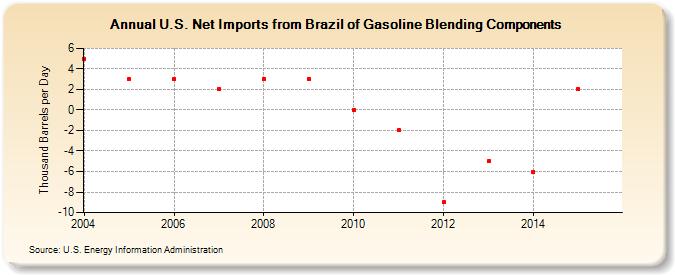 Annual U.S. Net Imports from Brazil of Gasoline Blending Components
Thousand Barrels per Day
6
4
2
0
-2
-4
-6
-8
-10
2004 2006 2008 2010 2012 2014
Source: U.S. Energy Information Administration